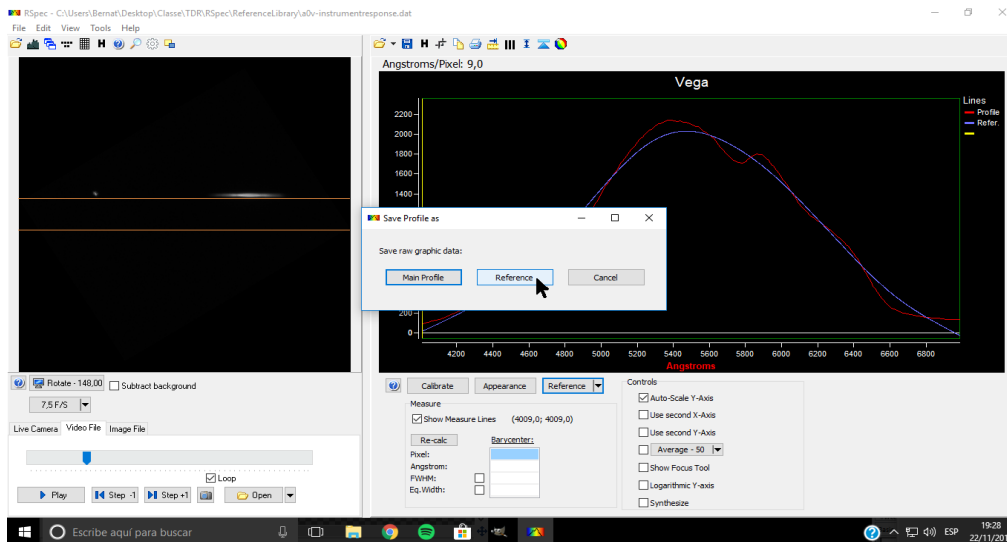 RSpec - C:\Users\Bernat\Desktop\Classe\TDR\RSpec\ReferenceLibrary\a0v-instrumentresponse.dat
File Edit View Tools Help
Angstroms/Pixel: 9,0
Vega
Lines
Profile
Refer.
2200
2000
1800
1600
1400
200
0
4200 4400 4600 4800 5000 5200 5400 5600 5800 6000 6200 6400 6600 6800
Angstroms
Save Profile as
Save raw graphic data:
Main Profile Reference Cancel
Rotate - 148,00 Subtract background
7,5 F/S
Live Camera Video File Image File
Loop
Play Step -1 Step +1 Open
Calibrate Appearance Reference
Measure
Show Measure Lines (4009,0; 4009,0)
Re-calc Barycenter:
Pixel:
Angstrom:
FWHM:
Eq.Width:
Controls
Auto-Scale Y-Axis
Use second X-Axis
Use second Y-Axis
Average - 50
Show Focus Tool
Logarithmic Y-axis
Synthesize
Escribe aquí para buscar
ESP
19:28